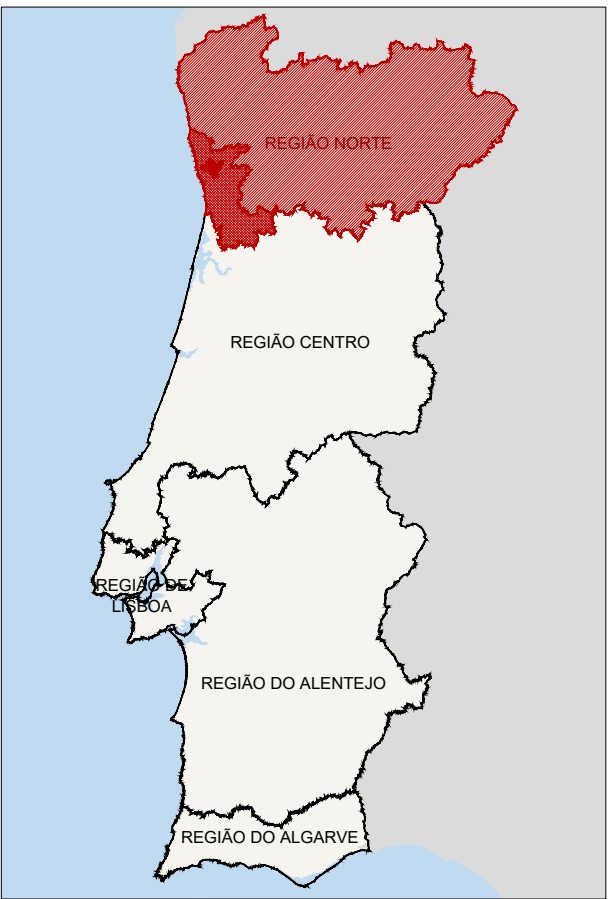 REGIÃO NORTE
REGIÃO CENTRO
REGIÃO DE
LISBOA
REGIÃO DO ALENTEJO
REGIÃO DO ALGARVE